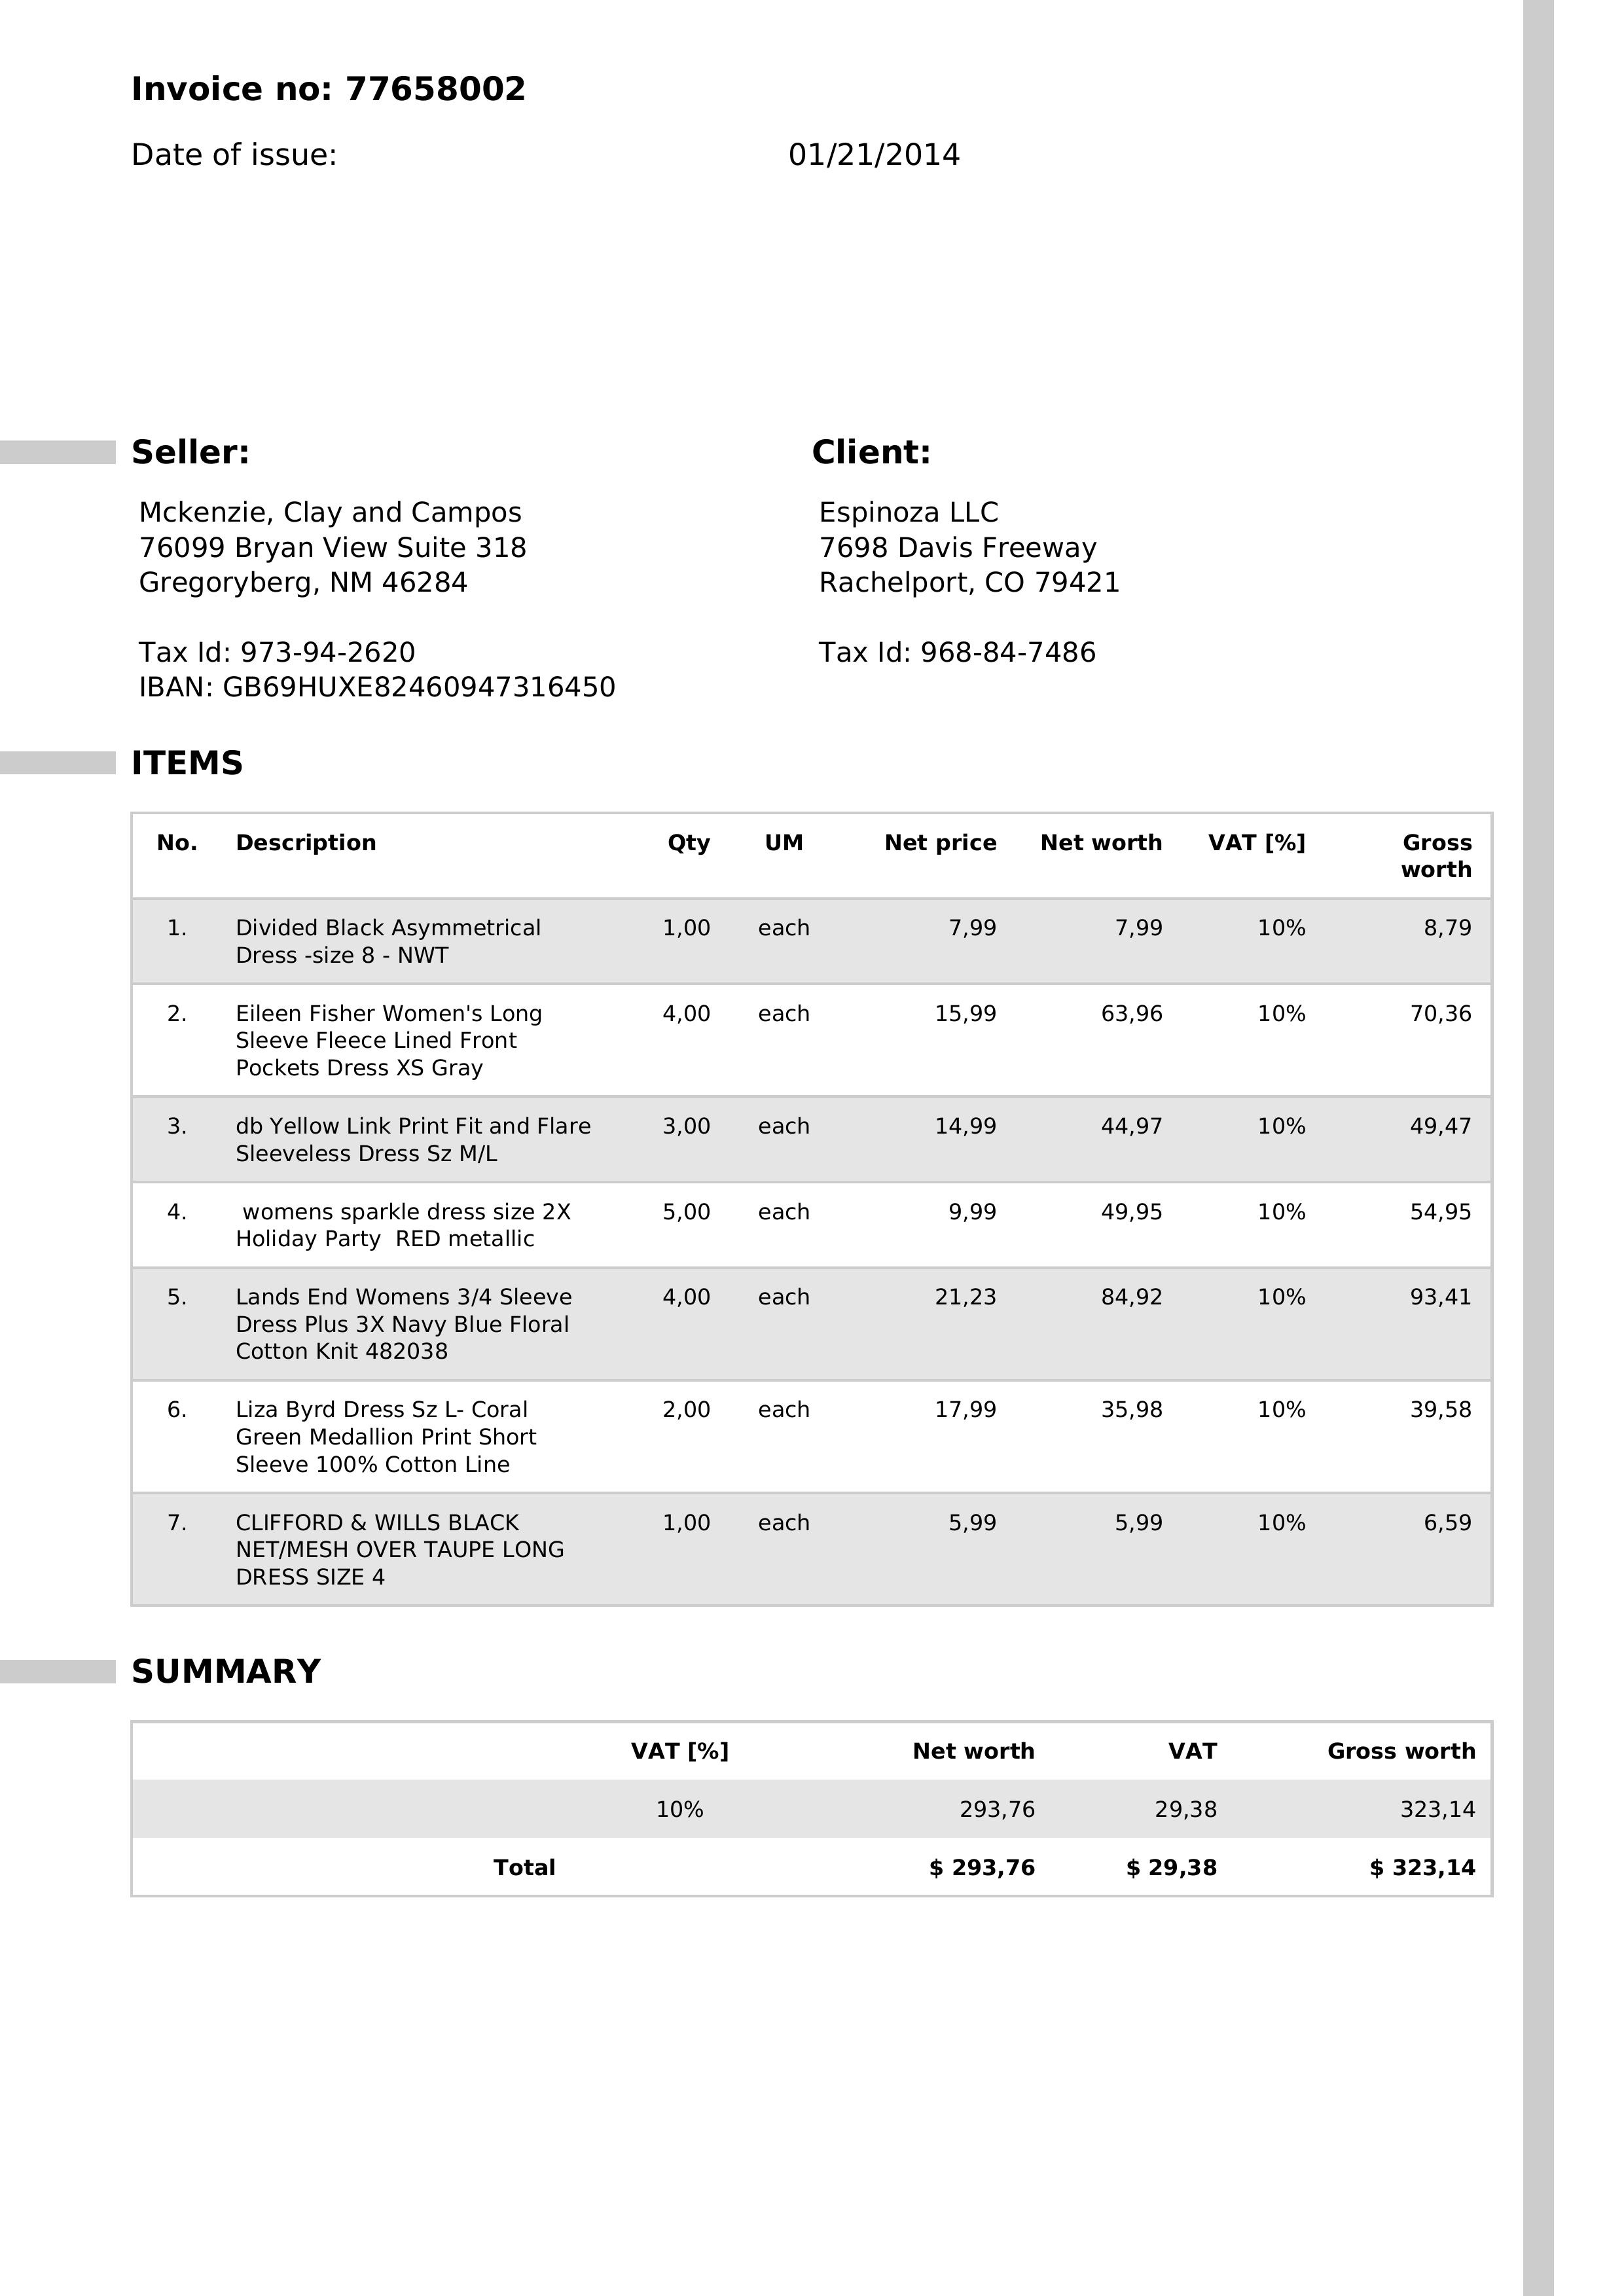 Invoice no: 77658002
Date of issue: 01/21/2014
Seller: Client:
Mckenzie, Clay and Campos Espinoza LLC
76099 Bryan View Suite 318 7698 Davis Freeway
Gregoryberg, NM 46284 Rachelport, CO 79421
Tax Id: 973-94-2620 Tax Id: 968-84-7486
IBAN: GB69HUXE82460947316450
ITEMS
No. Description Qty UM Net price Net worth VAT [%] Gross
worth
1. Divided Black Asymmetrical 1,00 each 7,99 7,99 10% 8,79
Dress -size 8 - NWT
2. Eileen Fisher Women's Long 4,00 each 15,99 63,96 10% 70,36
Sleeve Fleece Lined Front
Pockets Dress XS Gray
3. db Yellow Link Print Fit and Flare 3,00 each 14,99 44,97 10% 49,47
Sleeveless Dress Sz M/L
4. womens sparkle dress size 2X 5,00 each 9,99 49,95 10% 54,95
Holiday Party  RED metallic
5. Lands End Womens 3/4 Sleeve 4,00 each 21,23 84,92 10% 93,41
Dress Plus 3X Navy Blue Floral
Cotton Knit 482038
6. Liza Byrd Dress Sz L- Coral 2,00 each 17,99 35,98 10% 39,58
Green Medallion Print Short
Sleeve 100% Cotton Line
7. CLIFFORD & WILLS BLACK 1,00 each 5,99 5,99 10% 6,59
NET/MESH OVER TAUPE LONG
DRESS SIZE 4
SUMMARY
VAT [%] Net worth VAT Gross worth
10% 293,76 29,38 323,14
Total $ 293,76 $ 29,38 $ 323,14